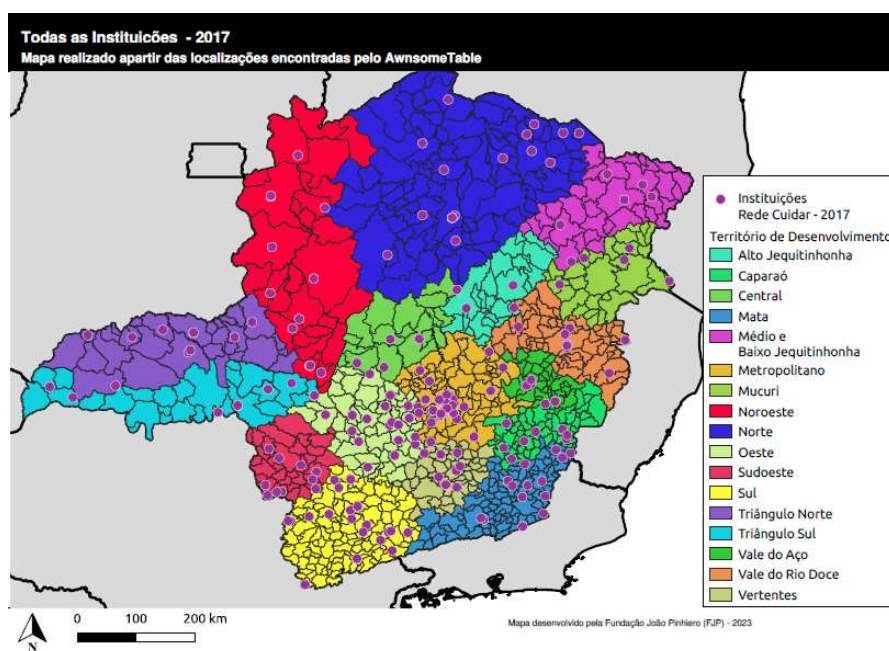 Todas as Instituicões - 2017
Mapa realizado apartir das localizações encontradas pelo AwnsomeTable
Instituições
Rede Cuidar - 2017
Território de Desenvolvimento
Alto Jequitinhonha
Caparaó
Central
Mata
Médio e
Baixo Jequitinhonha
Metropolitano
Mucuri
Noroeste
Norte
Oeste
Sudoeste
Sul
Triângulo Norte
Triângulo Sul
Vale do Aço
Vale do Rio Doce
Vertentes
N
0 100 200 km
Mapa desenvolvido pela Fundação João Pinhiero (FJP) - 2023